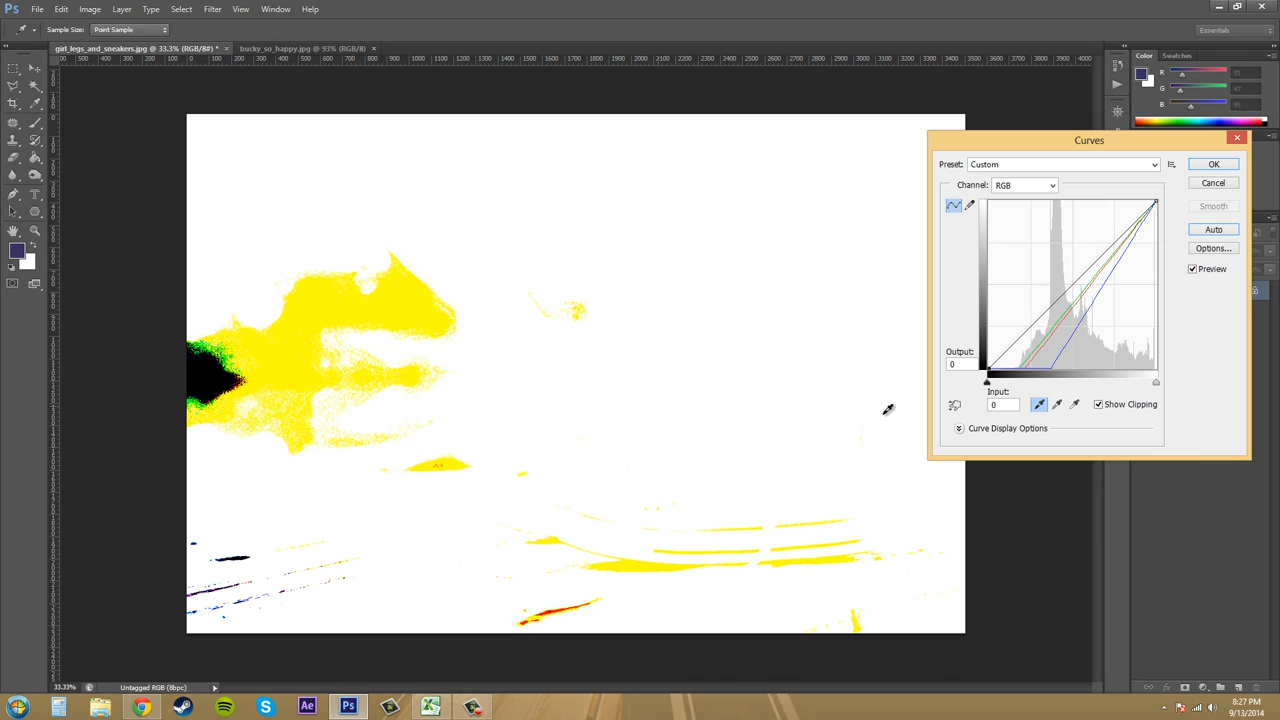 Ps File Edit Image Layer Type Select Filter View Window Help
Sample Size: Point Sample Essentials
girl_legs_and_sneakers.jpg @ 33.3% (RGB/8#) * × bucky_so_happy.jpg @ 93% (RGB/8) ×
Color Swatches
R
G
B
Curves
Preset: Custom OK
Channel: RGB Cancel
Smooth
Auto
Options...
Preview
Output:
0
Input:
0 Show Clipping
Curve Display Options
33.33% Untagged RGB (8bpc)
Ae Ps
8:27 PM
9/13/2014